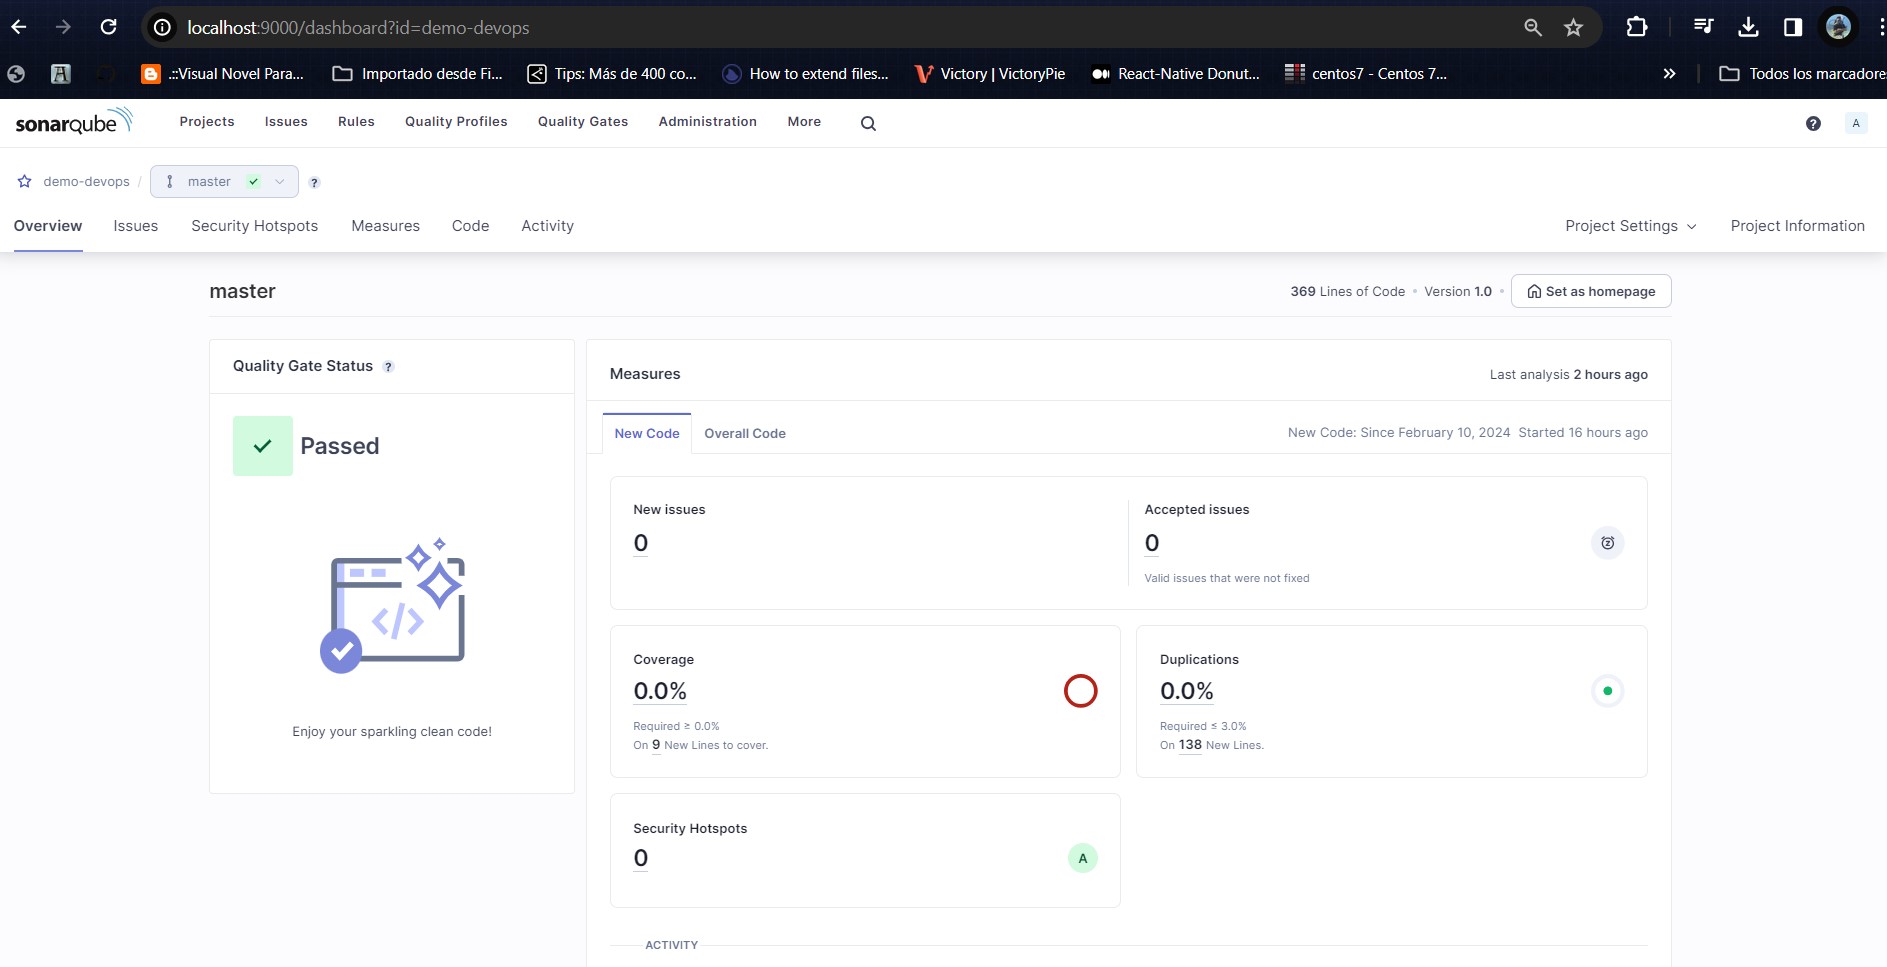 localhost:9000/dashboard?id=demo-devops
.::Visual Novel Para... Importado desde Fi... Tips: Más de 400 co... How to extend files... Victory | VictoryPie React-Native Donut... centos7 - Centos 7... » Todos los marcadore
sonarqube Projects Issues Rules Quality Profiles Quality Gates Administration More ? A
demo-devops / master ?
Overview Issues Security Hotspots Measures Code Activity Project Settings Project Information
master 369 Lines of Code • Version 1.0 • Set as homepage
Quality Gate Status ?
Passed
</>
Enjoy your sparkling clean code!
Measures Last analysis 2 hours ago
New Code Overall Code New Code: Since February 10, 2024 Started 16 hours ago
New issues
0
Accepted issues
0
Valid issues that were not fixed
Coverage
0.0%
Required ≥ 0.0%
On 9 New Lines to cover.
Duplications
0.0%
Required ≤ 3.0%
On 138 New Lines.
Security Hotspots
0 A
ACTIVITY